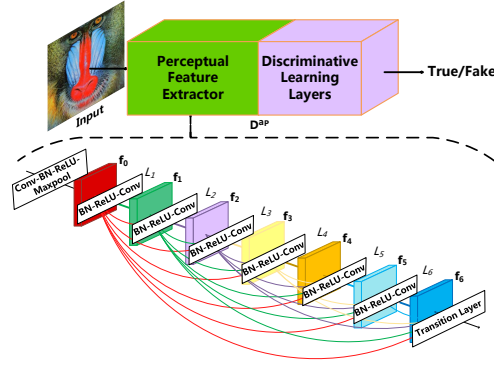 Perceptual
Feature
Extractor
Discriminative
Learning
Layers
True/Fake
Input
D^aP
Conv-BN-ReLU-
Maxpool
f0
L1
BN-ReLU-Conv
f1
L2
BN-ReLU-Conv
f2
L3
BN-ReLU-Conv
f3
L4
BN-ReLU-Conv
f4
L5
BN-ReLU-Conv
f5
L6
BN-ReLU-Conv
f6
Transition Layer